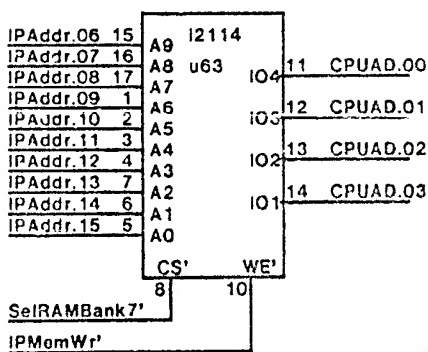 IPAddr.06 15 A9 i2114
IPAddr.07 16 A8 u63
IPAddr.08 17 A7 IO4 11 CPUAD.00
IPAddr.09 1 A6
IPAddr.10 2 A5 IO3 12 CPUAD.01
IPAddr.11 3 A4
IPAddr.12 4 A3 IO2 13 CPUAD.02
IPAddr.13 7 A2
IPAddr.14 6 A1 IO1 14 CPUAD.03
IPAddr.15 5 A0
CS' WE'
8 10
SelRAMBank7'
IPMemWr'